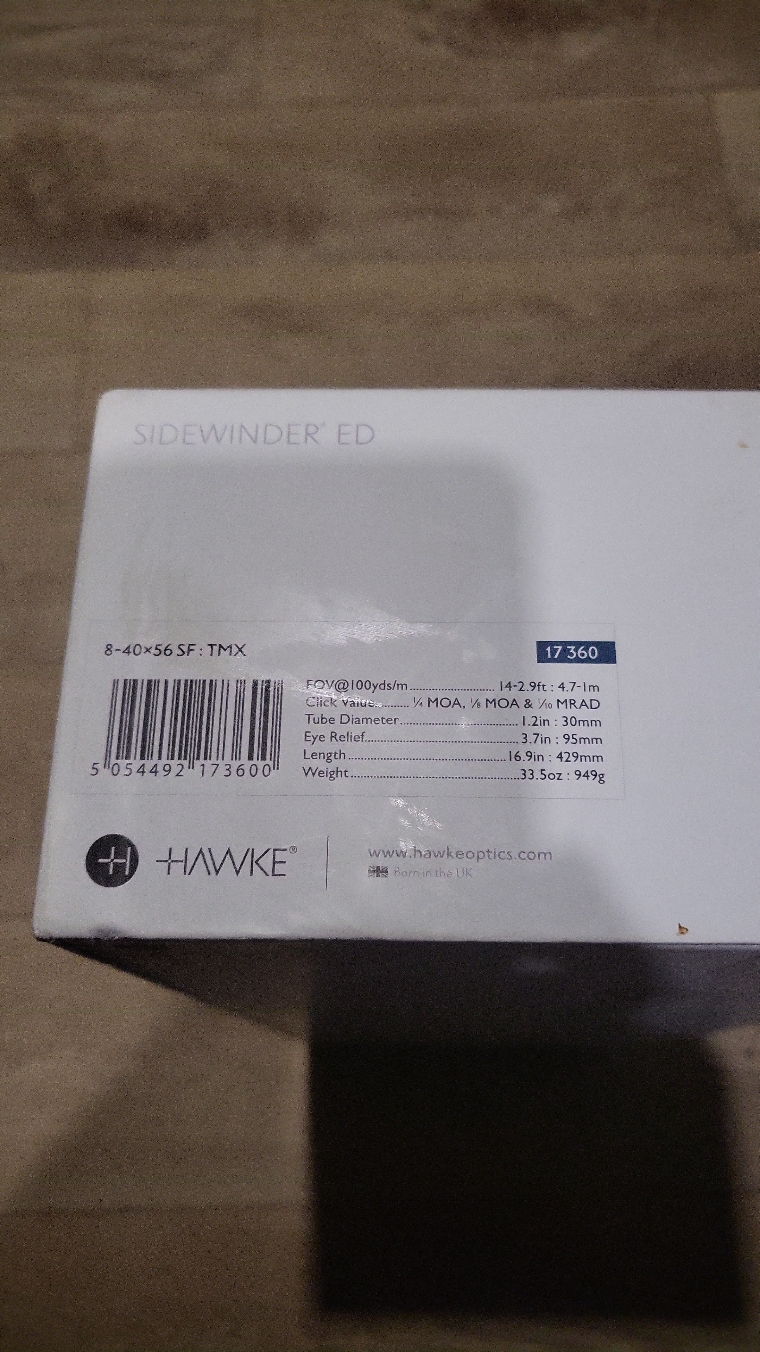 SIDEWINDER® ED
8-40×56 SF : TMX
17 360
FOV@100yds/m........................ 14-2.9ft : 4.7-1m
Click Value.......... ¼ MOA, ⅛ MOA & ⅒ MRAD
Tube Diameter.................................. 1.2in : 30mm
Eye Relief............................................ 3.7in : 95mm
Length............................................. 16.9in : 429mm
Weight................................................ 33.5oz : 949g
5 054492 173600
HAWKE®
www.hawkeoptics.com
Born in the UK